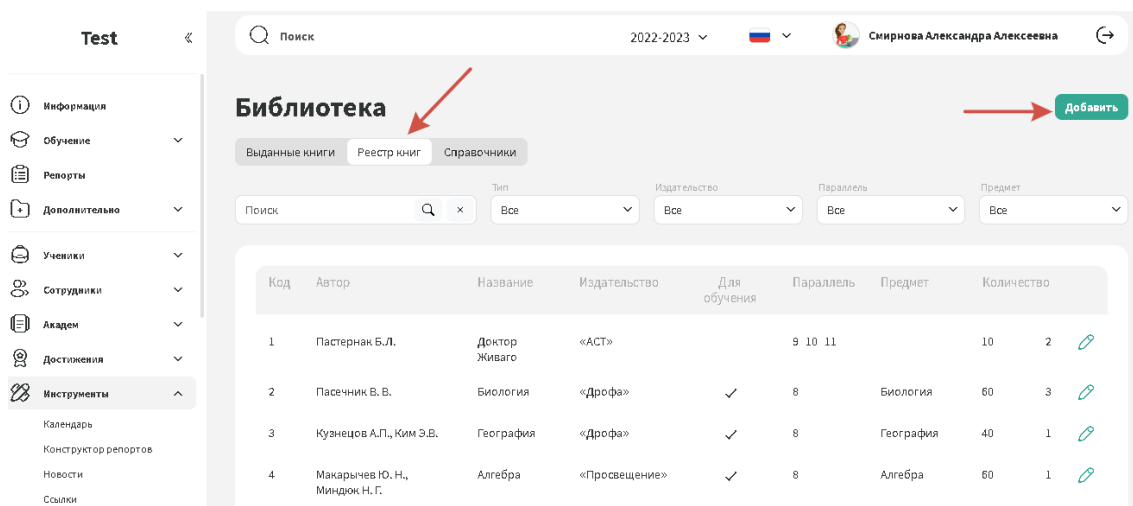 Test
Поиск
2022-2023
Смирнова Александра Алексеевна
Информация
Обучение
Репорты
Дополнительно
Ученики
Сотрудники
Академ
Достижения
Инструменты
Календарь
Конструктор репортов
Новости
Ссылки
Библиотека
Добавить
Выданные книги Реестр книг Справочники
Тип Издательство Параллель Предмет
Поиск Все Все Все Все
Код Автор Название Издательство Для обучения Параллель Предмет Количество
1 Пастернак Б.Л. Доктор Живаго «АСТ» 9 10 11 10 2
2 Пасечник В. В. Биология «Дрофа» 8 Биология 60 3
3 Кузнецов А.П., Ким Э.В. География «Дрофа» 8 География 40 1
4 Макарычев Ю. Н., Миндюк Н. Г. Алгебра «Просвещение» 8 Алгебра 60 1